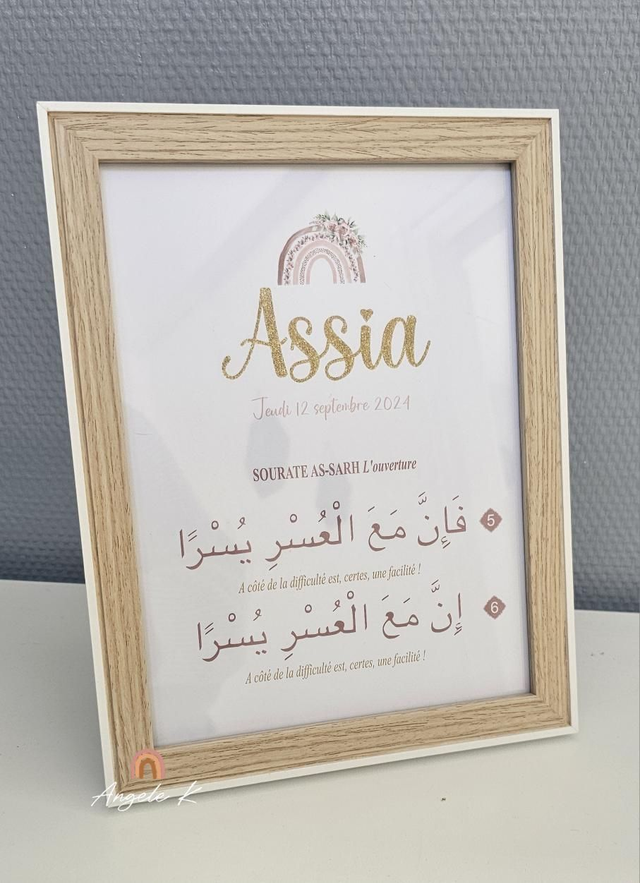 Assia
Jeudi 12 septembre 2024
SOURATE AS-SARH L'ouverture
فَإِنَّ مَعَ الْعُسْرِ يُسْرًا 5
A côté de la difficulté est, certes, une facilité !
إِنَّ مَعَ الْعُسْرِ يُسْرًا 6
A côté de la difficulté est, certes, une facilité !
Angele K